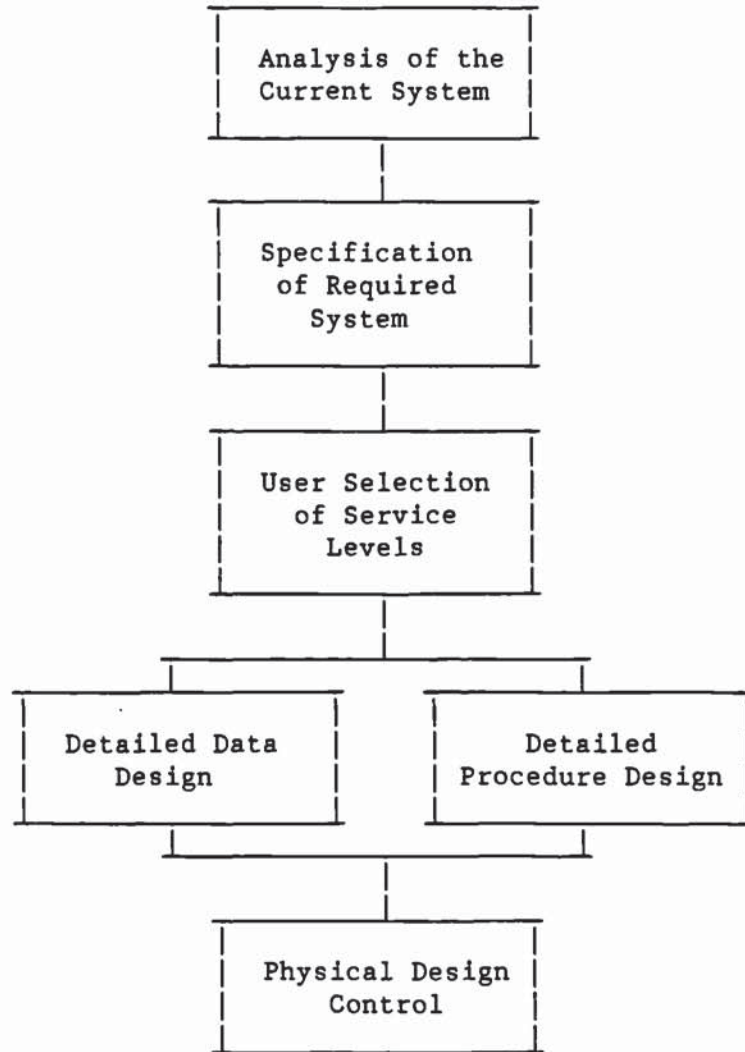 Analysis of the
Current System
Specification
of Required
System
User Selection
of Service
Levels
Detailed Data
Design
Detailed
Procedure Design
Physical Design
Control